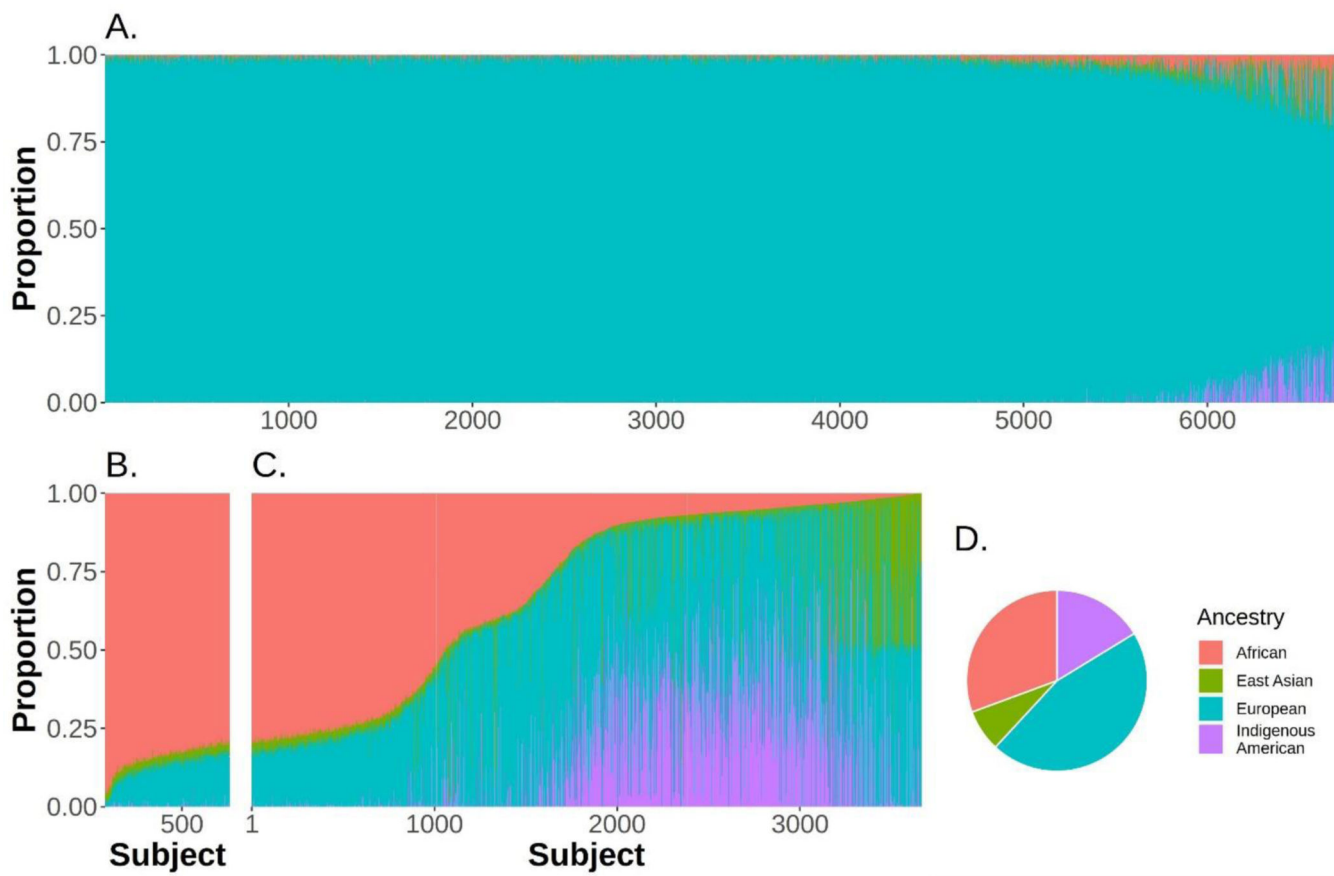 A.
1.00
0.75
0.50
0.25
0.00
Proportion
1000 2000 3000 4000 5000 6000
B. C.
1.00
0.75
0.50
0.25
0.00
Proportion
500 1 1000 2000 3000
Subject Subject
D.
Ancestry
African
East Asian
European
Indigenous
American